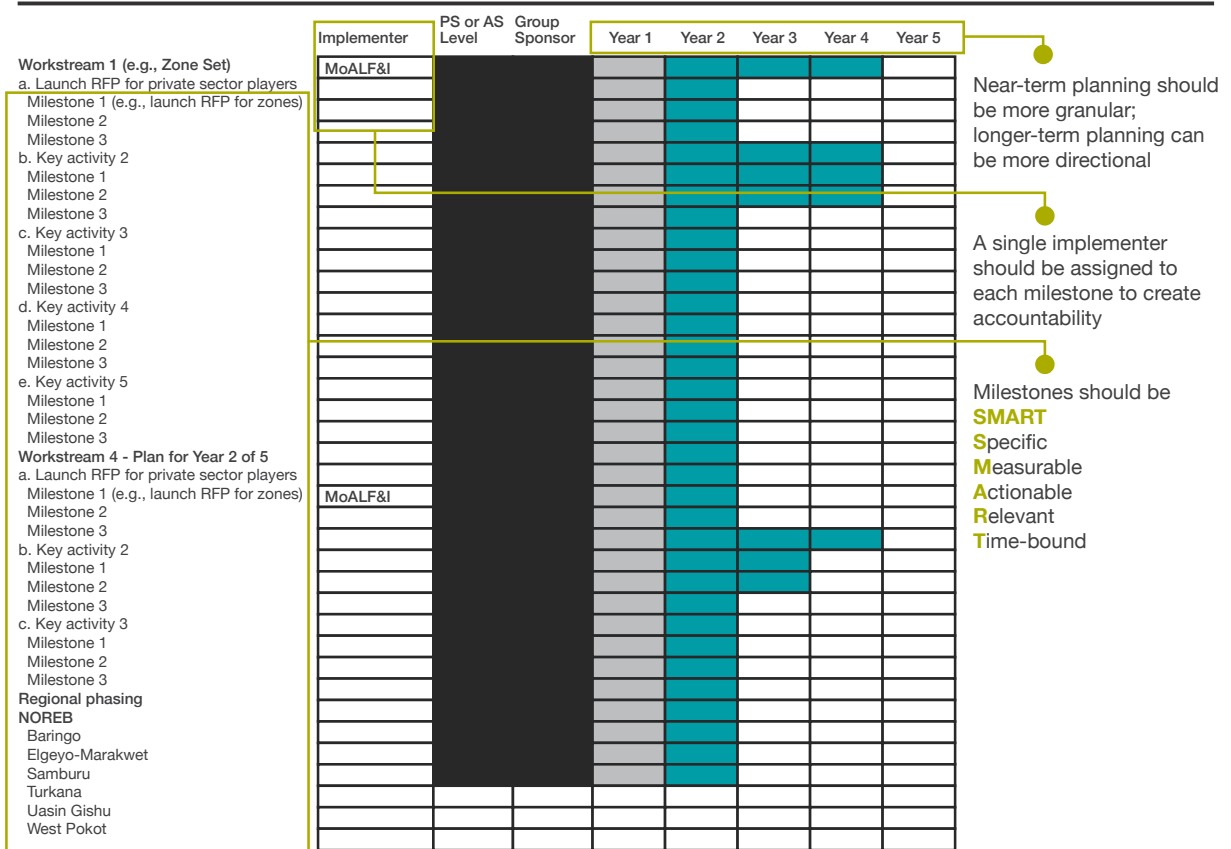 Implementer
PS or AS Level
Group Sponsor
Year 1
Year 2
Year 3
Year 4
Year 5
Workstream 1 (e.g., Zone Set)
MoALF&I
a. Launch RFP for private sector players
Milestone 1 (e.g., launch RFP for zones)
Milestone 2
Milestone 3
b. Key activity 2
Milestone 1
Milestone 2
Milestone 3
c. Key activity 3
Milestone 1
Milestone 2
Milestone 3
d. Key activity 4
Milestone 1
Milestone 2
Milestone 3
e. Key activity 5
Milestone 1
Milestone 2
Milestone 3
Workstream 4 - Plan for Year 2 of 5
a. Launch RFP for private sector players
Milestone 1 (e.g., launch RFP for zones)
MoALF&I
Milestone 2
Milestone 3
b. Key activity 2
Milestone 1
Milestone 2
Milestone 3
c. Key activity 3
Milestone 1
Milestone 2
Milestone 3
Regional phasing
NOREB
Baringo
Elgeyo-Marakwet
Samburu
Turkana
Uasin Gishu
West Pokot
Near-term planning should
be more granular;
longer-term planning can
be more directional
A single implementer
should be assigned to
each milestone to create
accountability
Milestones should be
SMART
Specific
Measurable
Actionable
Relevant
Time-bound